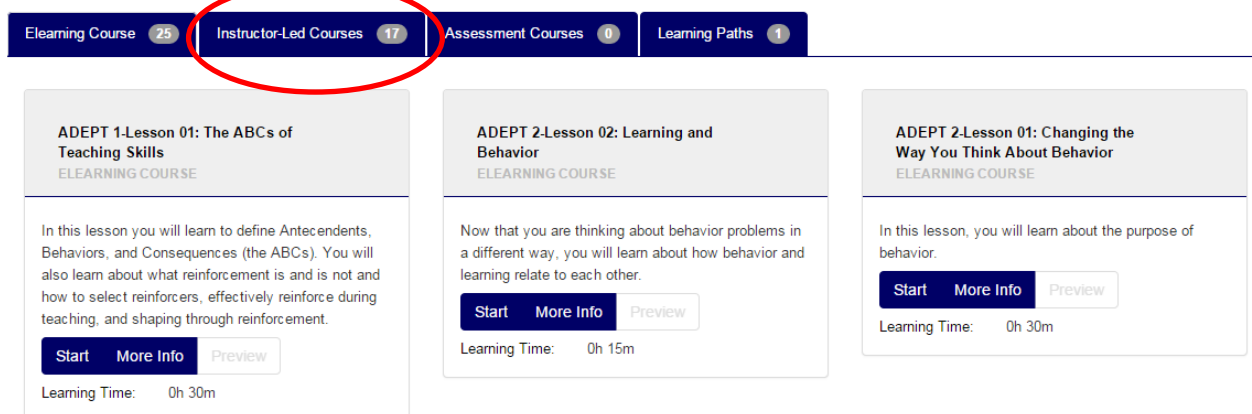 Elearning Course 25 Instructor-Led Courses 17 Assessment Courses 0 Learning Paths 1
ADEPT 1-Lesson 01: The ABCs of
Teaching Skills
ELEARNING COURSE
In this lesson you will learn to define Antecendents,
Behaviors, and Consequences (the ABCs). You will
also learn about what reinforcement is and is not and
how to select reinforcers, effectively reinforce during
teaching, and shaping through reinforcement.
Start More Info Preview
Learning Time: 0h 30m
ADEPT 2-Lesson 02: Learning and
Behavior
ELEARNING COURSE
Now that you are thinking about behavior problems in
a different way, you will learn about how behavior and
learning relate to each other.
Start More Info Preview
Learning Time: 0h 15m
ADEPT 2-Lesson 01: Changing the
Way You Think About Behavior
ELEARNING COURSE
In this lesson, you will learn about the purpose of
behavior.
Start More Info Preview
Learning Time: 0h 30m